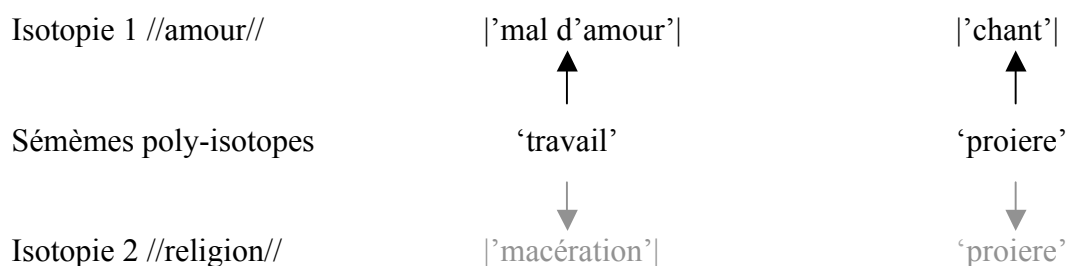 Isotopie 1 //amour// |’mal d’amour’| |’chant’|
Sémèmes poly-isotopes ‘travail’ ‘proiere’
Isotopie 2 //religion// |’macération’| ‘proiere’